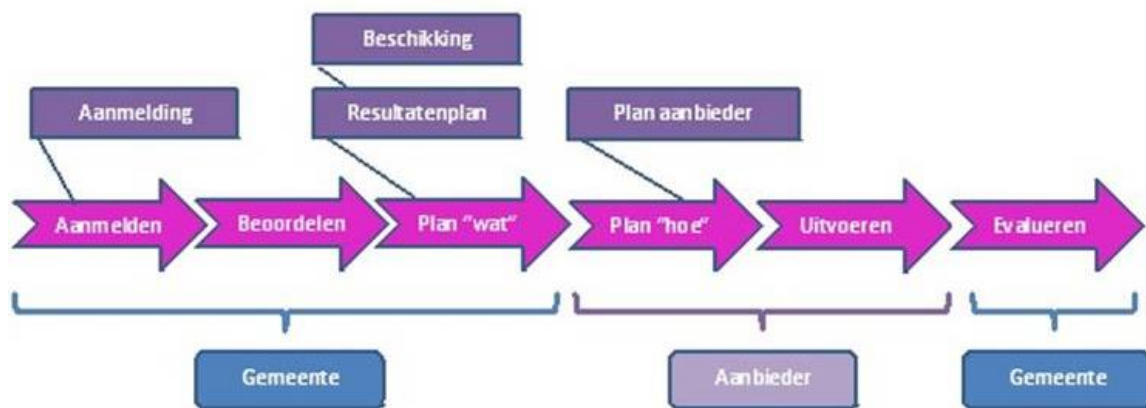 Beschikking
Aanmelding
Resultatenplan
Plan aanbieder
Aanmelden
Beoordelen
Plan “wat”
Plan “hoe”
Uitvoeren
Evalueren
Gemeente
Aanbieder
Gemeente